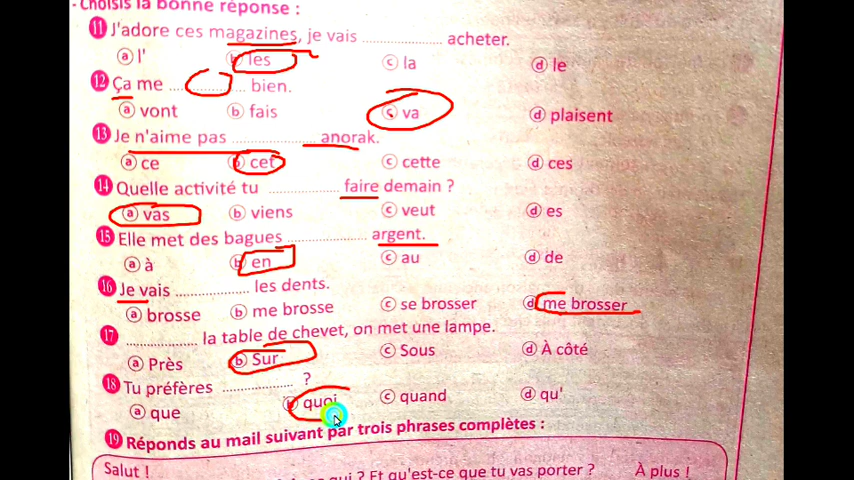 - Choisis la bonne réponse :
11 J'adore ces magazines, je vais .................. acheter.
a l' b les c la d le
12 Ça me .................. bien.
a vont b fais c va d plaisent
13 Je n'aime pas .................. anorak.
a ce b cet c cette d ces
14 Quelle activité tu .................. faire demain ?
a vas b viens c veut d es
15 Elle met des bagues .................. argent.
a à b en c au d de
16 Je vais .................. les dents.
a brosse b me brosse c se brosser d me brosser
17 .................. la table de chevet, on met une lampe.
a Près b Sur c Sous d À côté
18 Tu préfères .................. ?
a que b quoi c quand d qu'
19 Réponds au mail suivant par trois phrases complètes :
Salut !
qui ? Et qu'est-ce que tu vas porter ? À plus !